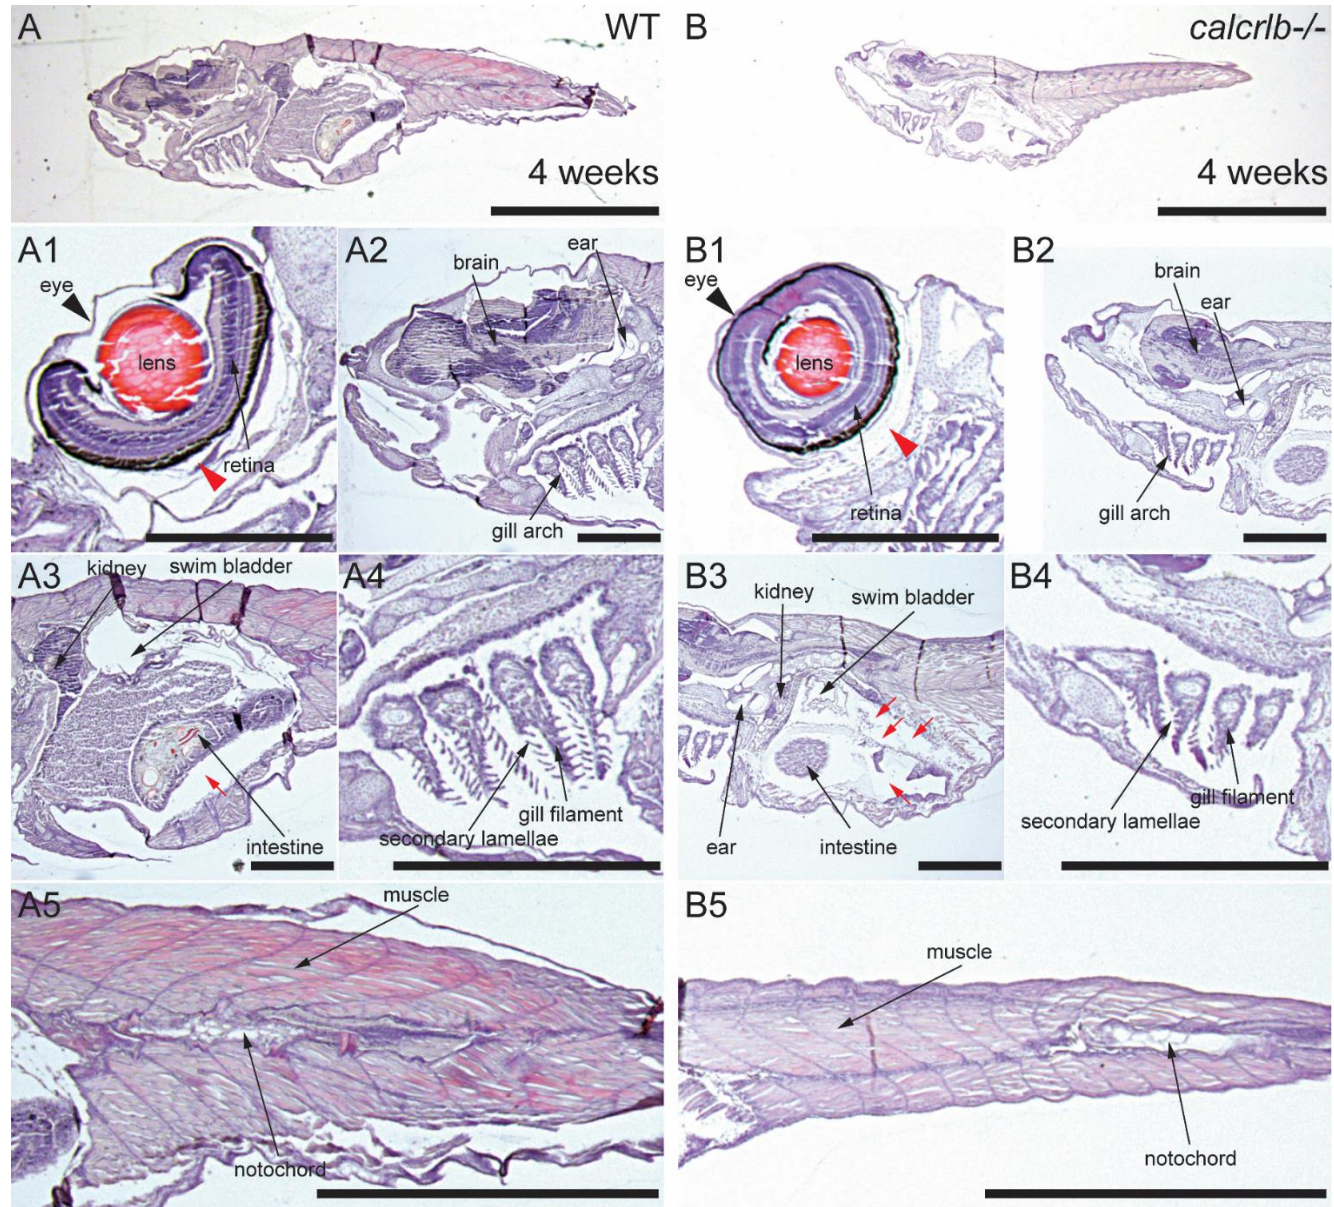 A
WT
4 weeks
B
calcrlb-/-
4 weeks
A1
eye
lens
retina
A2
brain
ear
gill arch
B1
eye
lens
retina
B2
brain
ear
gill arch
A3
kidney
swim bladder
intestine
A4
gill filament
secondary lamellae
B3
kidney
swim bladder
ear
intestine
B4
gill filament
secondary lamellae
A5
muscle
notochord
B5
muscle
notochord